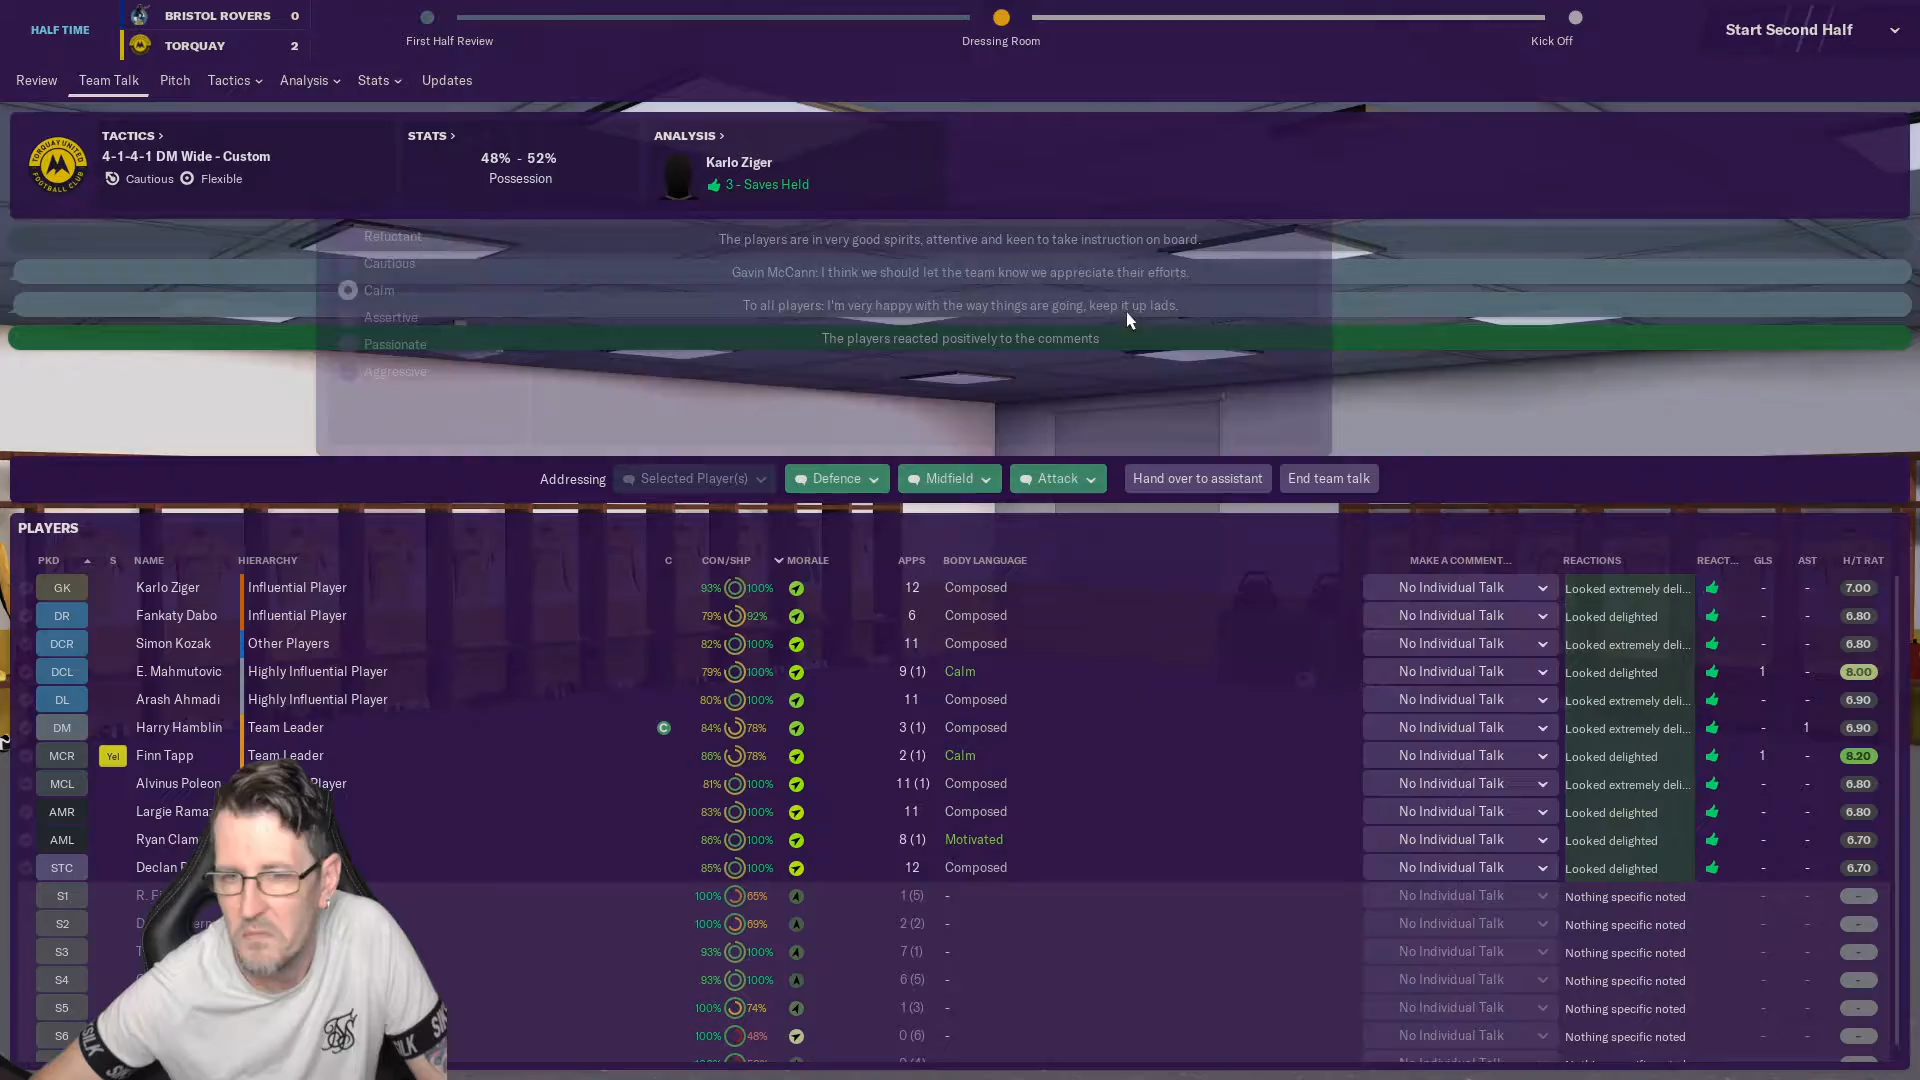 HALF TIME
BRISTOL ROVERS 0
TORQUAY 2
First Half Review
Dressing Room
Kick Off
Start Second Half
Review Team Talk Pitch Tactics Analysis Stats Updates
TORQUAY UNITED FOOTBALL CLUB
TACTICS >
4-1-4-1 DM Wide - Custom
Cautious Flexible
STATS >
48% - 52%
Possession
ANALYSIS >
Karlo Ziger
3 - Saves Held
Reluctant
Cautious
Calm
Assertive
Passionate
Aggressive
The players are in very good spirits, attentive and keen to take instruction on board.
Gavin McCann: I think we should let the team know we appreciate their efforts.
To all players: I'm very happy with the way things are going, keep it up lads.
The players reacted positively to the comments
Addressing Selected Player(s) Defence Midfield Attack Hand over to assistant End team talk
PLAYERS
PKD S NAME HIERARCHY C CON/SHP MORALE APPS BODY LANGUAGE MAKE A COMMENT... REACTIONS REACT... GLS AST H/T RAT
GK Karlo Ziger Influential Player 93% 100% 12 Composed No Individual Talk Looked extremely deli... - - 7.00
DR Fankaty Dabo Influential Player 79% 92% 6 Composed No Individual Talk Looked delighted - - 6.80
DCR Simon Kozak Other Players 82% 100% 11 Composed No Individual Talk Looked extremely deli... - - 6.80
DCL E. Mahmutovic Highly Influential Player 79% 100% 9 (1) Calm No Individual Talk Looked delighted 1 - 8.00
DL Arash Ahmadi Highly Influential Player 80% 100% 11 Composed No Individual Talk Looked extremely deli... - - 6.90
DM Harry Hamblin Team Leader C 84% 78% 3 (1) Composed No Individual Talk Looked extremely deli... - 1 6.90
MCR Yel Finn Tapp Team Leader 86% 78% 2 (1) Calm No Individual Talk Looked delighted 1 - 8.20
MCL Alvinus Poleon Player 81% 100% 11 (1) Composed No Individual Talk Looked extremely deli... - - 6.80
AMR Largie Rama 83% 100% 11 Composed No Individual Talk Looked delighted - - 6.80
AML Ryan Clam 86% 100% 8 (1) Motivated No Individual Talk Looked delighted - - 6.70
STC Declan 85% 100% 12 Composed No Individual Talk Looked delighted - - 6.70
S1 R. 100% 65% 1 (5) - No Individual Talk Nothing specific noted - - -
S2 100% 69% 2 (2) - No Individual Talk Nothing specific noted - - -
S3 93% 100% 7 (1) - No Individual Talk Nothing specific noted - - -
S4 93% 100% 6 (5) - No Individual Talk Nothing specific noted - - -
S5 100% 74% 1 (3) - No Individual Talk Nothing specific noted - - -
S6 100% 48% 0 (6) - No Individual Talk Nothing specific noted - - -